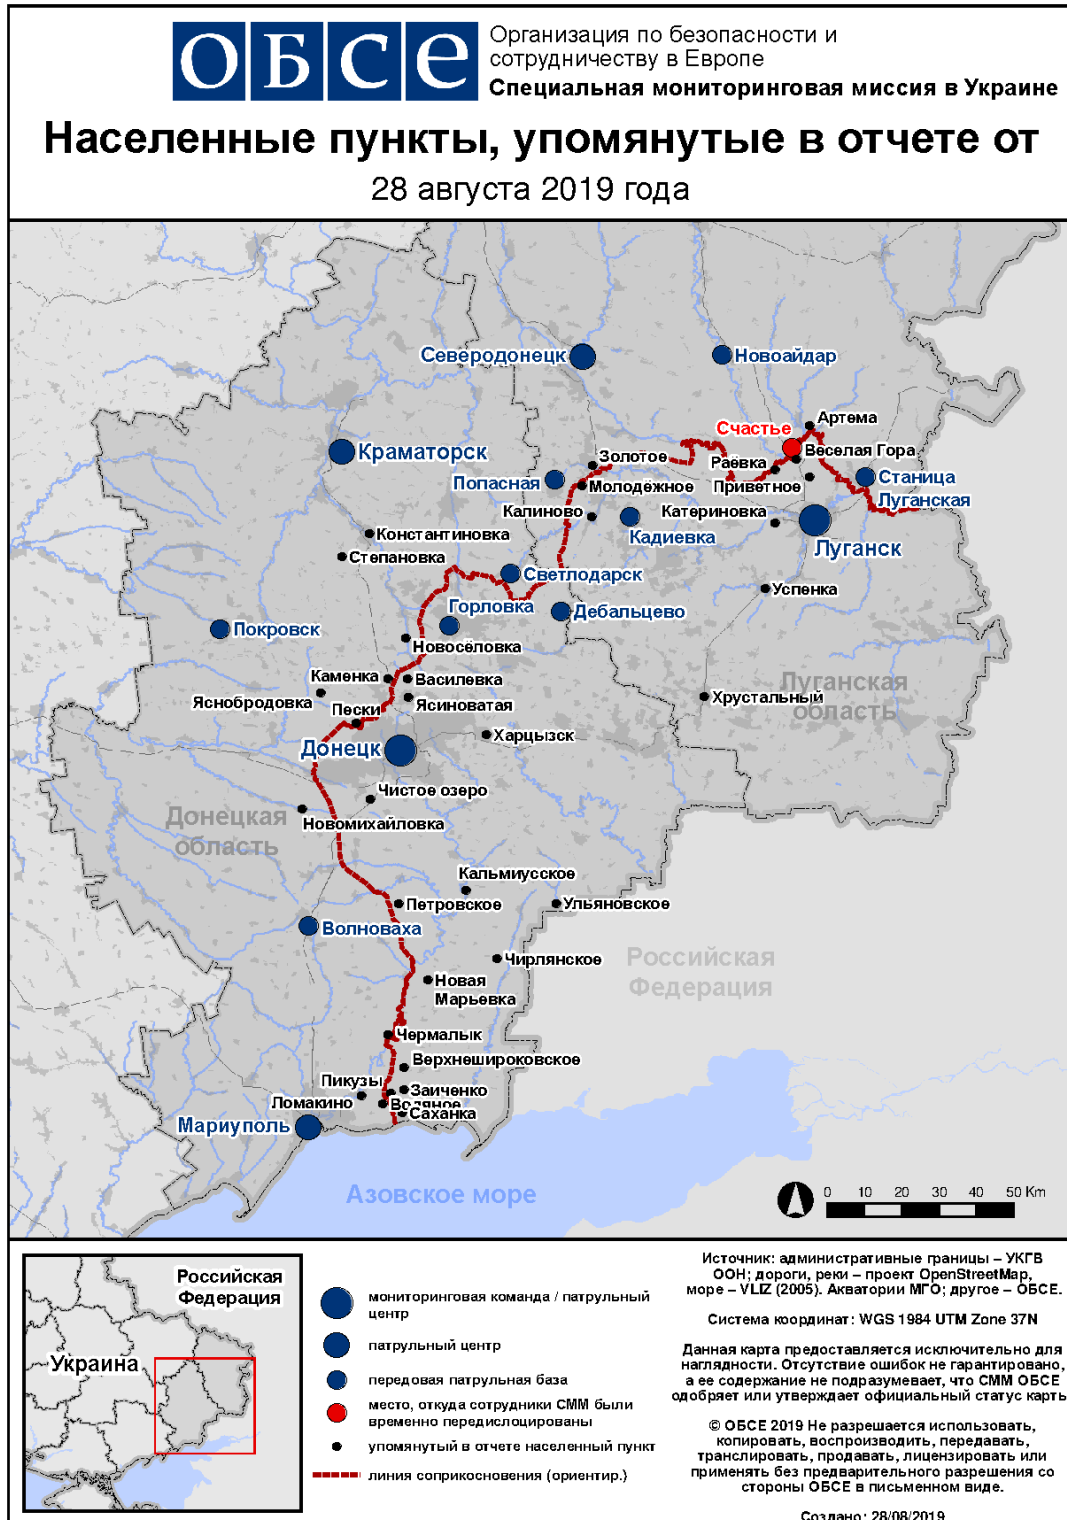 ОБСЕ
Организация по безопасности и
сотрудничеству в Европе
Специальная мониторинговая миссия в Украине
Населенные пункты, упомянутые в отчете от
28 августа 2019 года
Северодонецк
Новоайдар
Артема
Счастье
Веселая Гора
Краматорск
Золотое
Раёвка
Попасная
Молодёжное
Приветное
Станица
Луганская
Калиново
Катериновка
Кадиевка
Луганск
Константиновка
Степановка
Светлодарск
Успенка
Горловка
Дебальцево
Покровск
Новосёловка
Каменка
Василевка
Луганская
область
Яснобродовка
Ясиноватая
Хрустальный
Пески
Харцызск
Донецк
Чистое озеро
Донецкая
область
Новомихайловка
Кальмиусское
Петровское
Ульяновское
Волноваха
Чирлянское
Российская
Федерация
Новая
Марьевка
Чермалык
Верхнешироковское
Пикузы
Заиченко
Ломакино
Водяное
Саханка
Мариуполь
Азовское море
0 10 20 30 40 50 Km
Российская
Федерация
Украина
мониторинговая команда / патрульный
центр
патрульный центр
передовая патрульная база
место, откуда сотрудники СММ были
временно передислоцированы
упомянутый в отчете населенный пункт
линия соприкосновения (ориентир.)
Источник: административные границы – УКГВ
ООН; дороги, реки – проект OpenStreetMap,
море – VLIZ (2005). Акватории МГО; другое – ОБСЕ.
Система координат: WGS 1984 UTM Zone 37N
Данная карта предоставляется исключительно для
наглядности. Отсутствие ошибок не гарантировано,
а ее содержание не подразумевает, что СММ ОБСЕ
одобряет или утверждает официальный статус карты
© ОБСЕ 2019 Не разрешается использовать,
копировать, воспроизводить, передавать,
транслировать, продавать, лицензировать или
применять без предварительного разрешения со
стороны ОБСЕ в письменном виде.
Создано: 28/08/2019